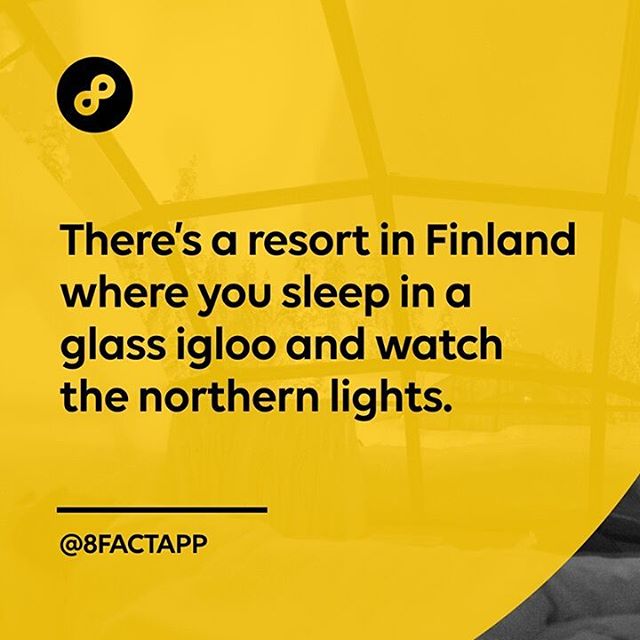 There's a resort in Finland
where you sleep in a
glass igloo and watch
the northern lights.
@8FACTAPP